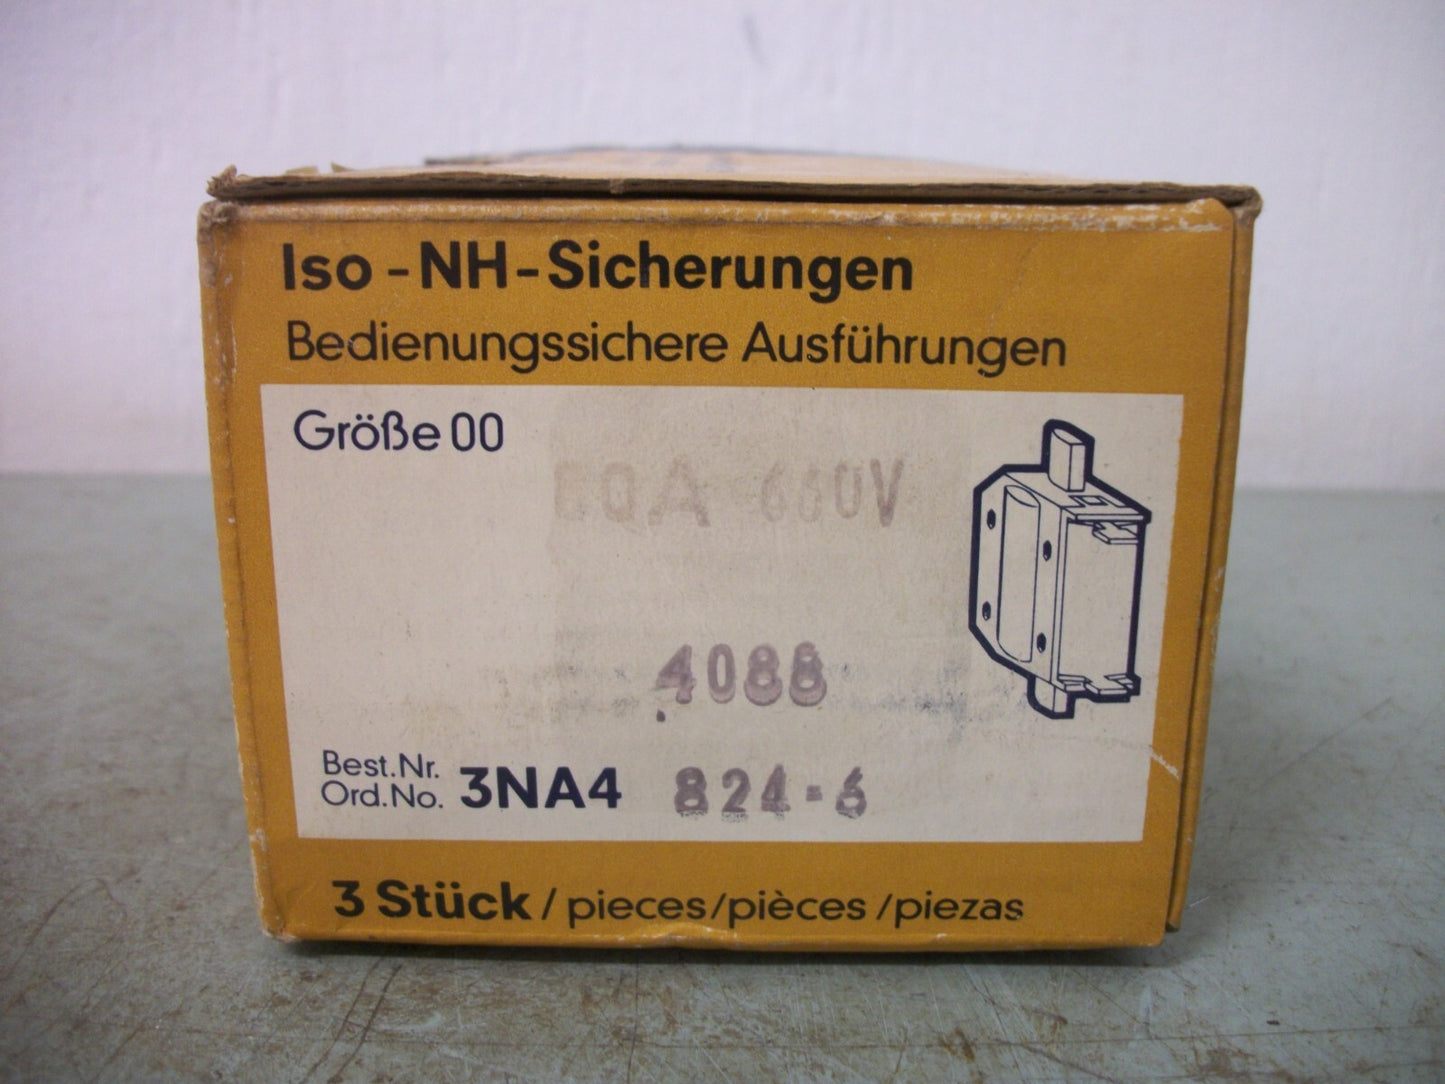 Iso-NH-Sicherungen
Bedienungssichere Ausführungen
Größe 00
660V
4088
Best.Nr.
Ord.No. 3NA4 824-6
3 Stück / pieces/pièces /piezas